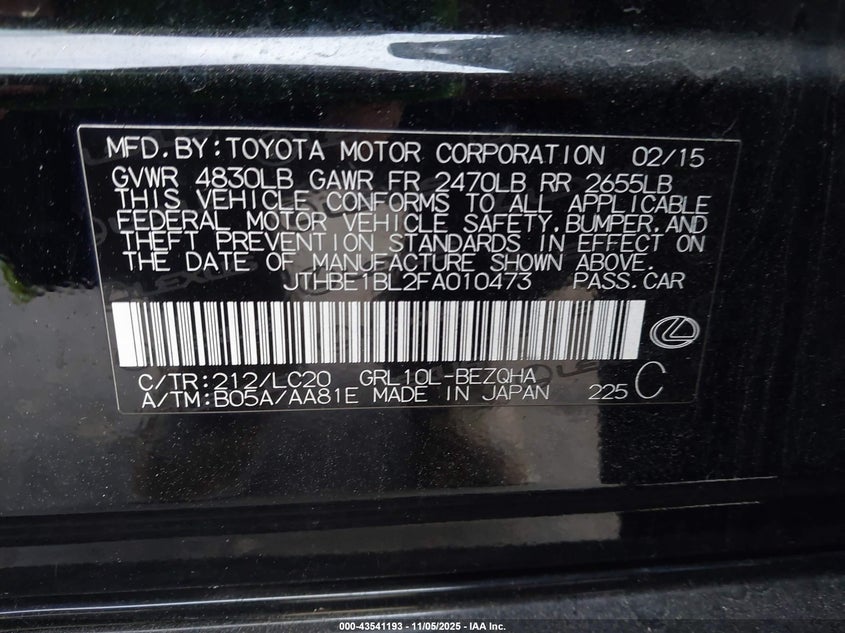 MFD.BY:TOYOTA MOTOR CORPORATION 02/15
GVWR 4830LB GAWR FR 2470LB RR 2655LB
THIS VEHICLE CONFORMS TO ALL APPLICABLE
FEDERAL MOTOR VEHICLE SAFETY,BUMPER,AND
THEFT PREVENTION STANDARDS IN EFFECT ON
THE DATE OF MANUFACTURE SHOWN ABOVE.
JTHBE1BL2FA010473 PASS.CAR
C/TR:212/LC20 GRL10L-BEZQHA
A/TM:B05A/AA81E MADE IN JAPAN 225 C
000-43541193 - 11/05/2025 - IAA Inc.